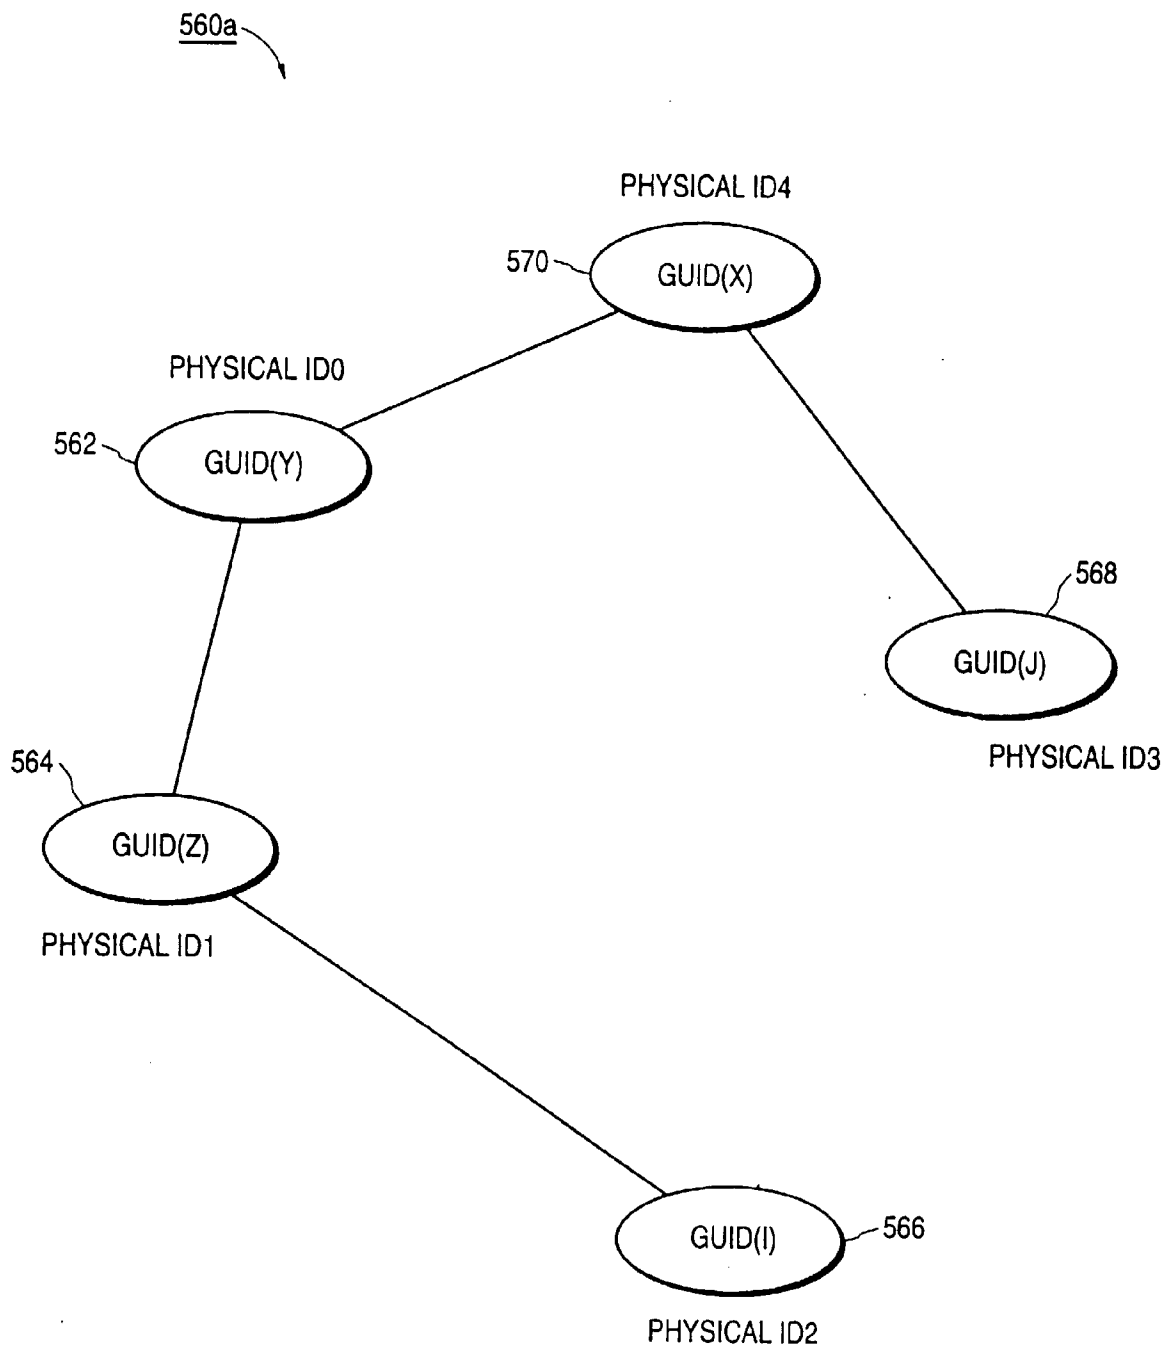 560a
PHYSICAL ID4
570
GUID(X)
PHYSICAL ID0
562
GUID(Y)
568
GUID(J)
PHYSICAL ID3
564
GUID(Z)
PHYSICAL ID1
GUID(I)
566
PHYSICAL ID2